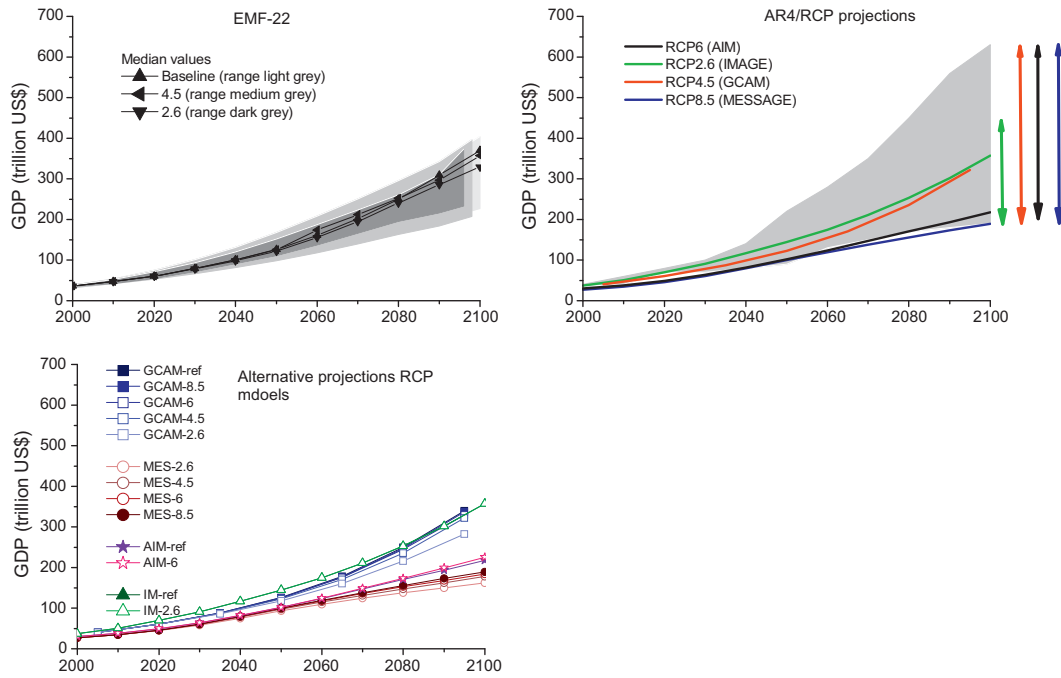 EMF-22
Median values
Baseline (range light grey)
4.5 (range medium grey)
2.6 (range dark grey)
GDP (trillion US$)
700
600
500
400
300
200
100
0
2000 2020 2040 2060 2080 2100
AR4/RCP projections
RCP6 (AIM)
RCP2.6 (IMAGE)
RCP4.5 (GCAM)
RCP8.5 (MESSAGE)
GDP (trillion US$)
700
600
500
400
300
200
100
0
2000 2020 2040 2060 2080 2100
Alternative projections RCP
mdoels
GCAM-ref
GCAM-8.5
GCAM-6
GCAM-4.5
GCAM-2.6
MES-2.6
MES-4.5
MES-6
MES-8.5
AIM-ref
AIM-6
IM-ref
IM-2.6
GDP (trillion US$)
700
600
500
400
300
200
100
0
2000 2020 2040 2060 2080 2100